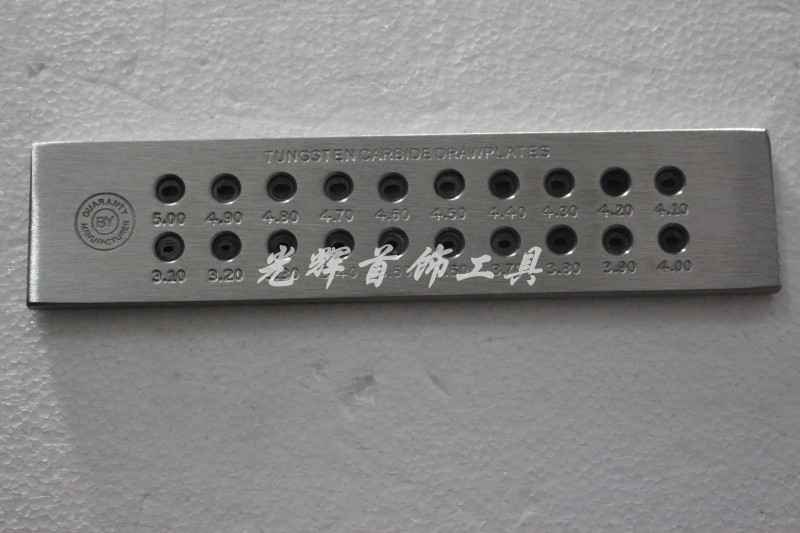 TUNGSTEN CARBIDE DRAWPLATES
GUARANTY
BY
MANUFACTURER
5.00 4.90 4.80 4.70 4.60 4.50 4.40 4.30 4.20 4.10
3.10 3.20 3.80 3.90 4.00
光辉首饰工具